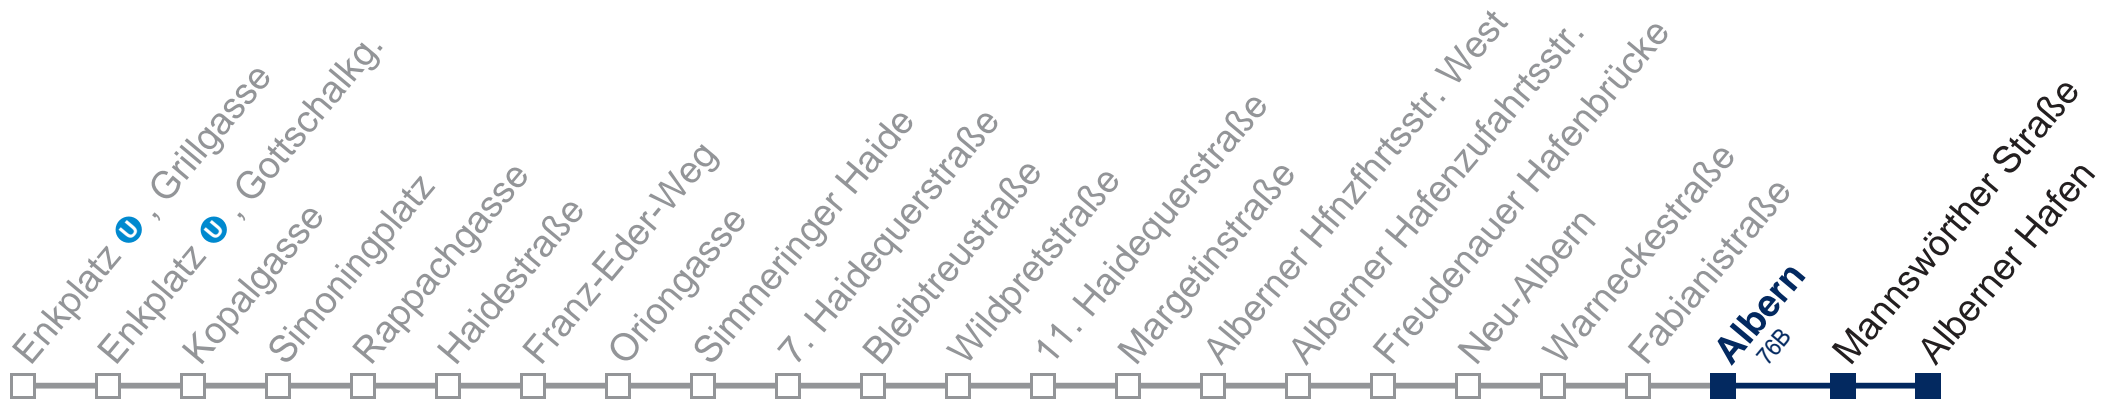 Enkplatz U , Grillgasse
Enkplatz U , Gottschalkg.
Kopalgasse
Simoningplatz
Rappachgasse
Haidestraße
Franz-Eder-Weg
Oriongasse
Simmeringer Haide
7. Haidequerstraße
Bleibtreustraße
Wildpretstraße
11. Haidequerstraße
Margetinstraße
Alberner Hfnzfhrtsstr. West
Alberner Hafenzufahrtsstr.
Freudenauer Hafenbrücke
Neu-Albern
Warneckestraße
Fabianistraße
Albern
76B
Mannswörther Straße
Alberner Hafen